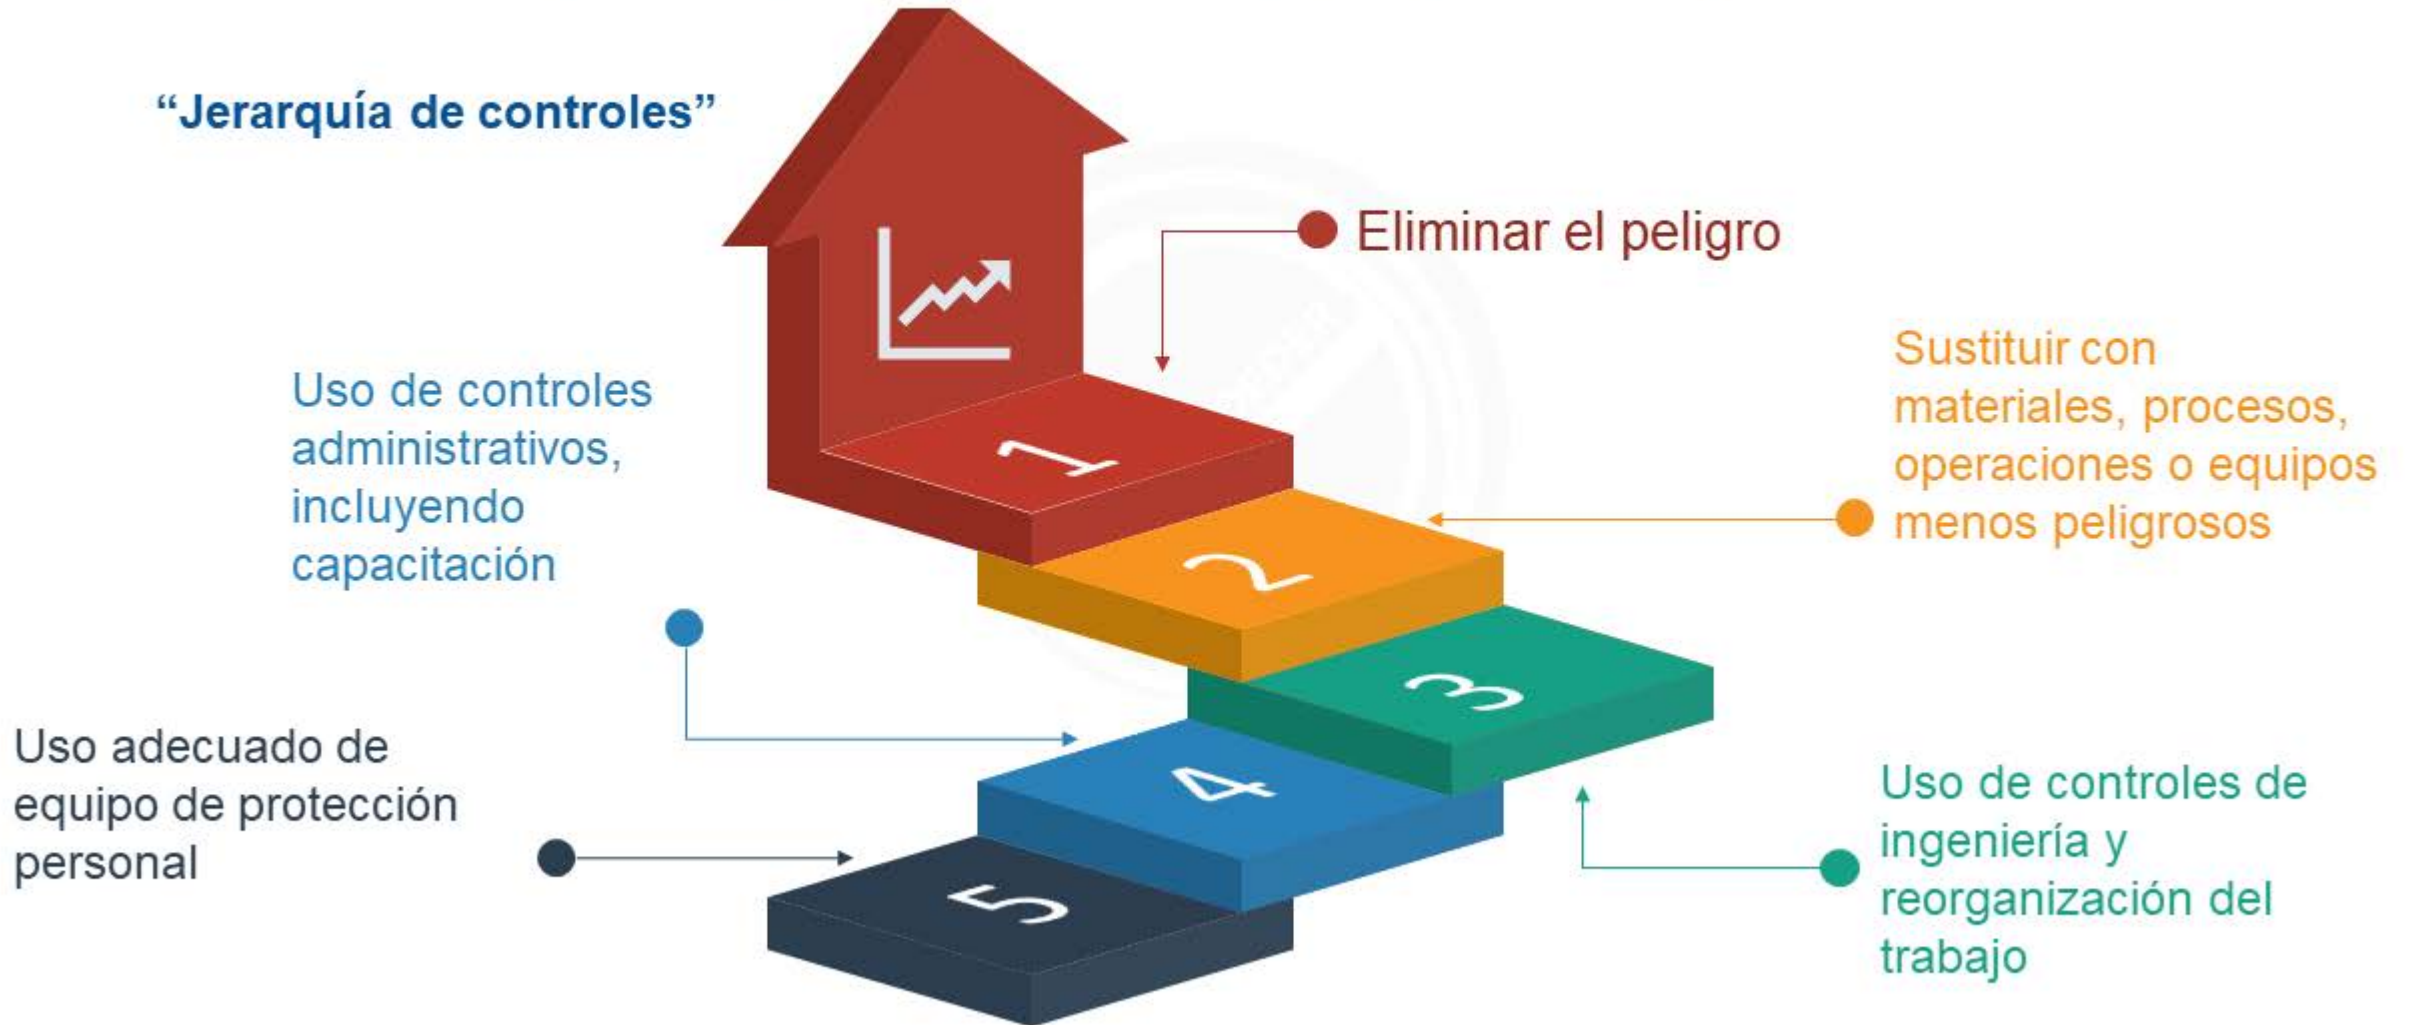 “Jerarquía de controles”
1
Eliminar el peligro
2
Sustituir con
materiales, procesos,
operaciones o equipos
menos peligrosos
3
Uso de controles de
ingeniería y
reorganización del
trabajo
4
Uso de controles
administrativos,
incluyendo
capacitación
5
Uso adecuado de
equipo de protección
personal